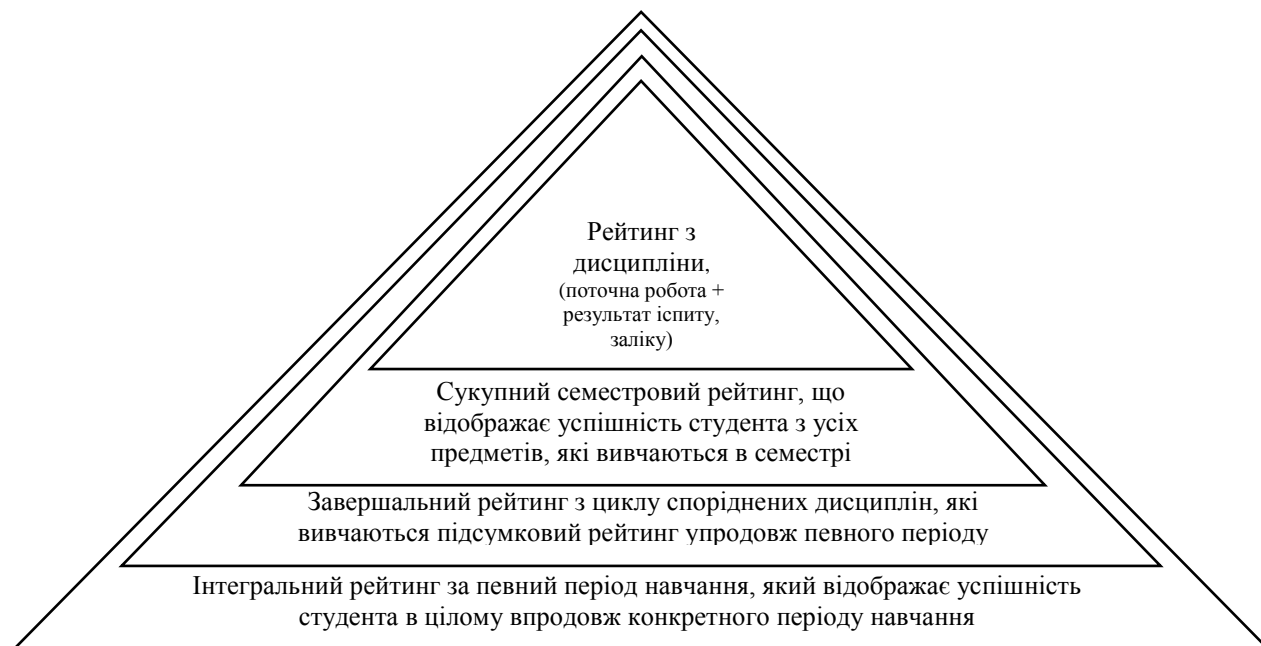 Рейтинг з
дисципліни,
(поточна робота +
результат іспиту,
заліку)
Сукупний семестровий рейтинг, що
відображає успішність студента з усіх
предметів, які вивчаються в семестрі
Завершальний рейтинг з циклу споріднених дисциплін, які
вивчаються підсумковий рейтинг упродовж певного періоду
Інтегральний рейтинг за певний період навчання, який відображає успішність
студента в цілому впродовж конкретного періоду навчання